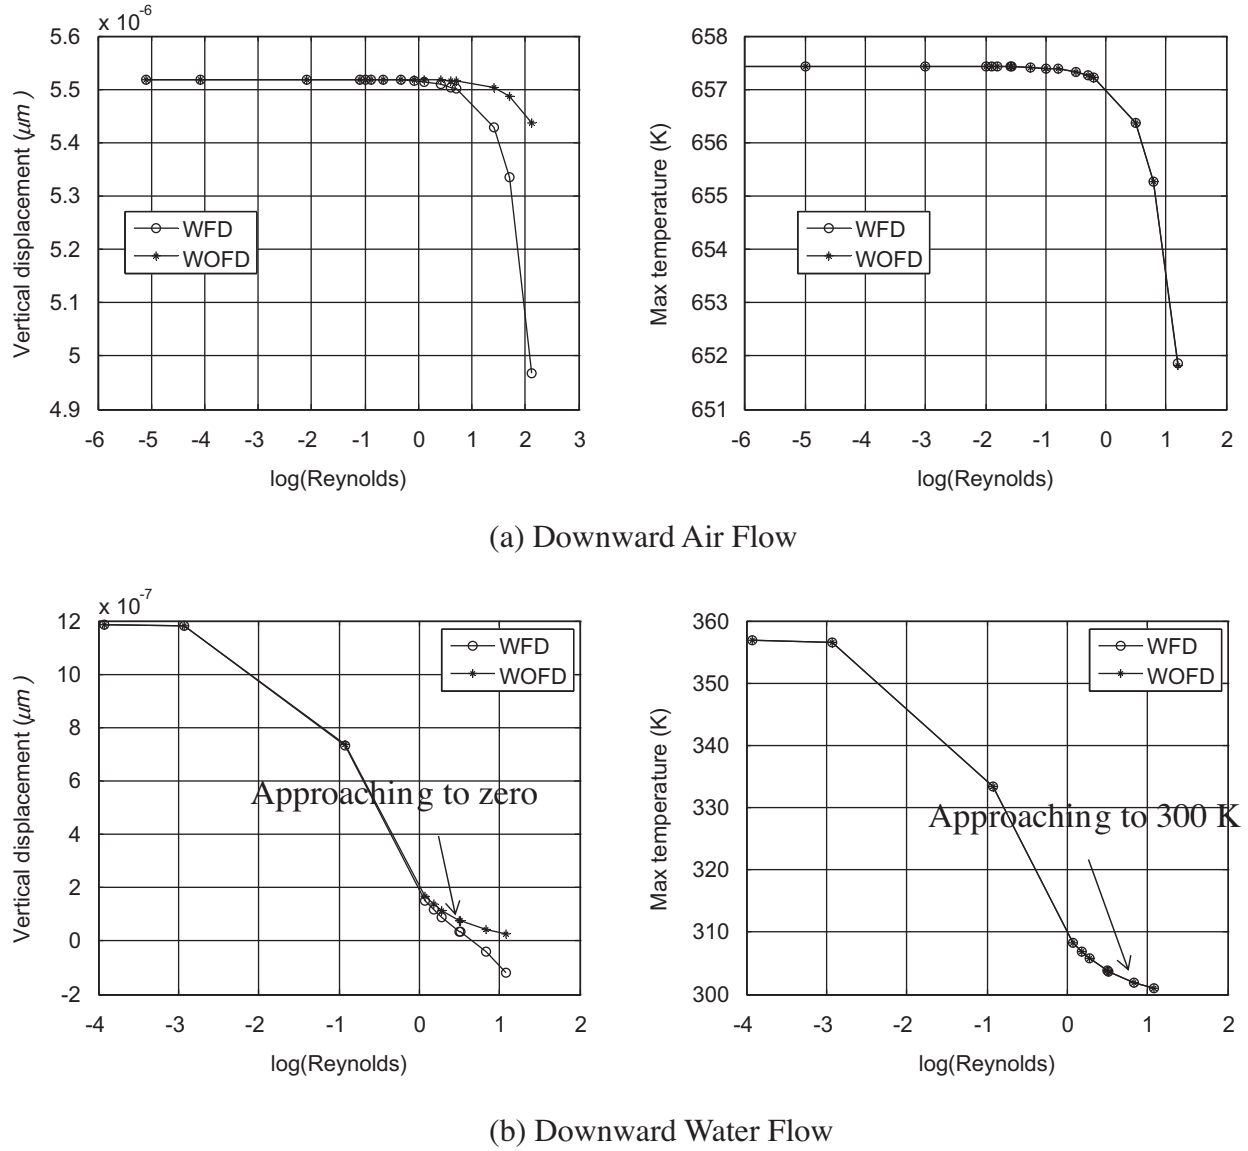 x 10-6
5.6
5.5
5.4
5.3
5.2
5.1
5
4.9
-6 -5 -4 -3 -2 -1 0 1 2 3
Vertical displacement (μm)
log(Reynolds)
WFD
WOFD
658
657
656
655
654
653
652
651
-6 -5 -4 -3 -2 -1 0 1 2
Max temperature (K)
log(Reynolds)
WFD
WOFD
(a) Downward Air Flow
x 10-7
12
10
8
6
4
2
0
-2
-4 -3 -2 -1 0 1 2
Vertical displacement (μm)
log(Reynolds)
WFD
WOFD
Approaching to zero
360
350
340
330
320
310
300
-4 -3 -2 -1 0 1 2
Max temperature (K)
log(Reynolds)
WFD
WOFD
Approaching to 300 K
(b) Downward Water Flow